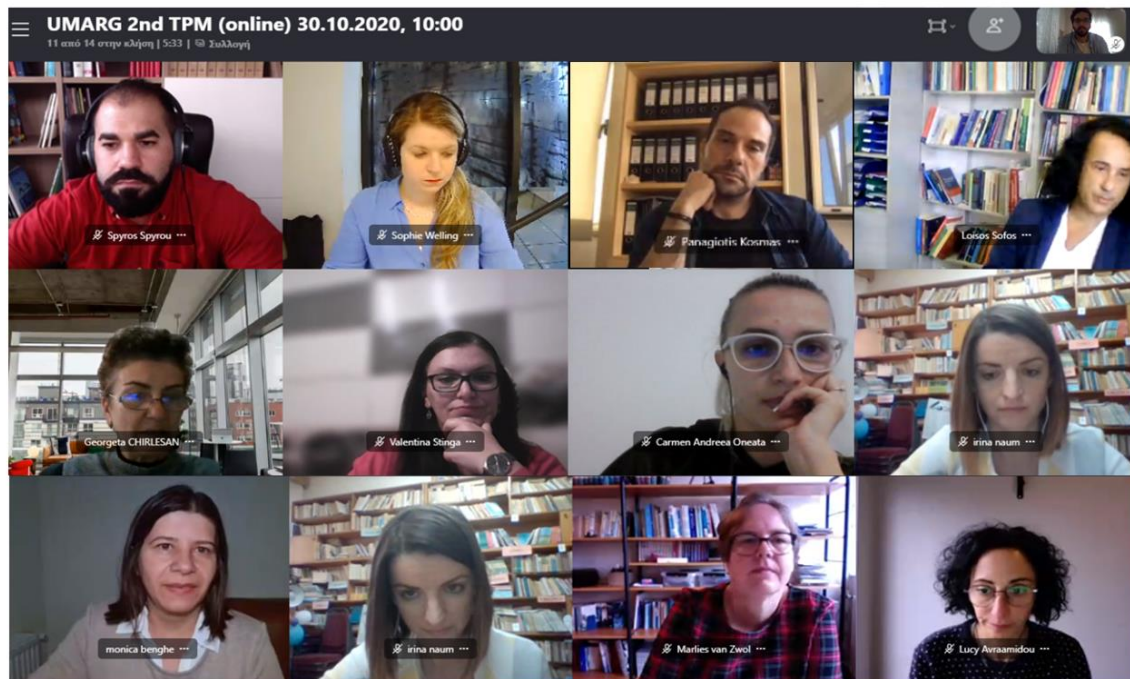 UMARG 2nd TPM (online) 30.10.2020, 10:00
11 από 14 στην κλήση | 5:33 | Συλλογή
Spyros Spyrou
Sophie Welling
Panagiotis Kosmas
Loisos Sofos
Georgeta CHIRLESAN
Valentina Stinga
Carmen Andreea Oneata
irina naum
monica benghe
irina naum
Marlies van Zwol
Lucy Avraamidou